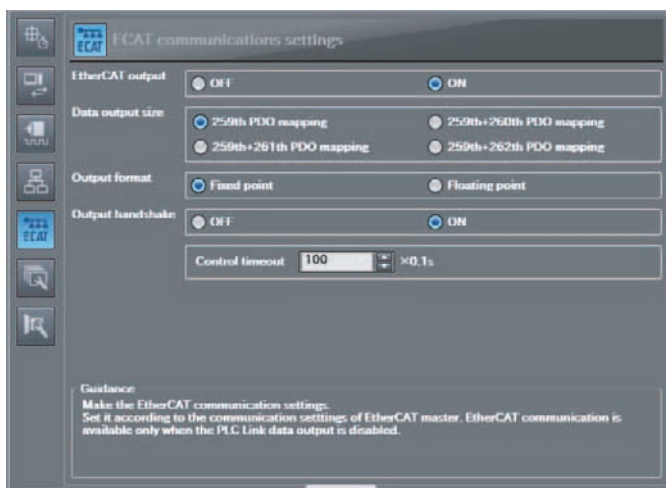 ECAT
ECAT communications settings
EtherCAT output
OFF
ON
Data output size
259th PDO mapping
259th+260th PDO mapping
259th+261th PDO mapping
259th+262th PDO mapping
Output format
Fixed point
Floating point
Output handshake
OFF
ON
ECAT
Control timeout 100 ×0.1s
Guidance
Make the EtherCAT communication settings.
Set it according to the communication setttings of EtherCAT master. EtherCAT communication is
available only when the PLC Link data output is disabled.